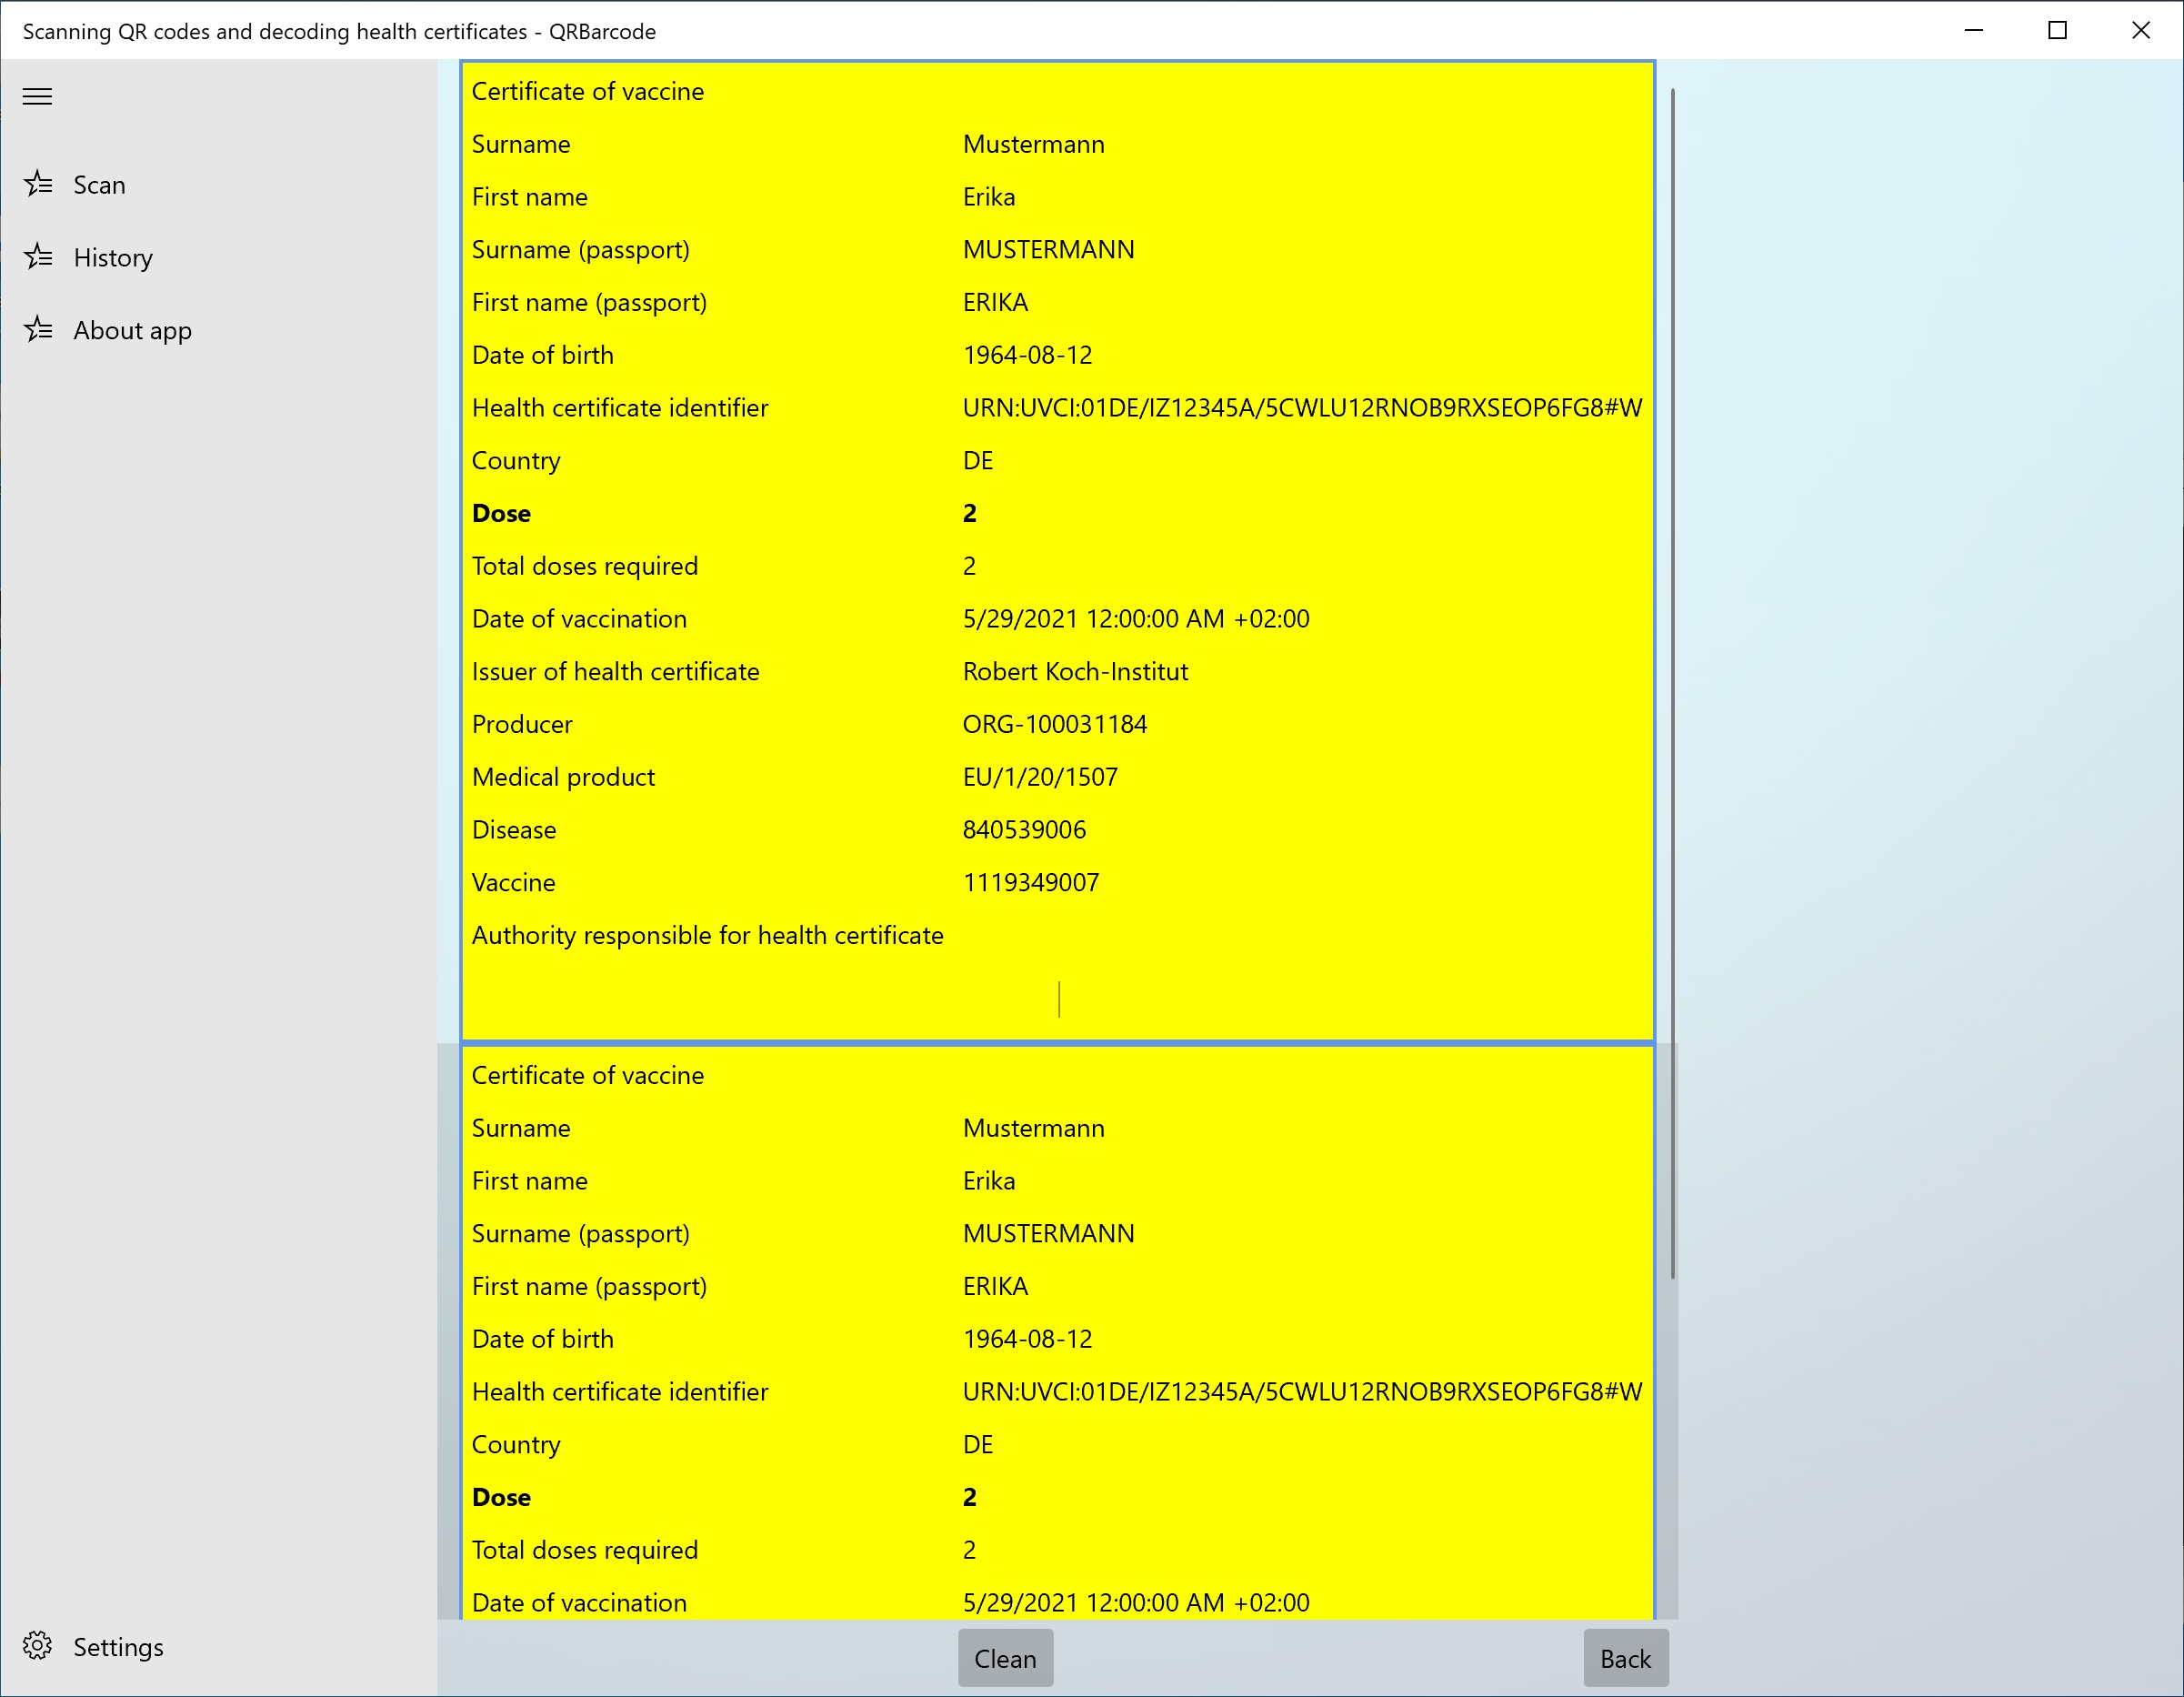 Scanning QR codes and decoding health certificates - QRBarcode
Scan
History
About app
Settings
Certificate of vaccine
Surname Mustermann
First name Erika
Surname (passport) MUSTERMANN
First name (passport) ERIKA
Date of birth 1964-08-12
Health certificate identifier URN:UVCI:01DE/IZ12345A/5CWLU12RNOB9RXSEOP6FG8#W
Country DE
Dose 2
Total doses required 2
Date of vaccination 5/29/2021 12:00:00 AM +02:00
Issuer of health certificate Robert Koch-Institut
Producer ORG-100031184
Medical product EU/1/20/1507
Disease 840539006
Vaccine 1119349007
Authority responsible for health certificate
Certificate of vaccine
Surname Mustermann
First name Erika
Surname (passport) MUSTERMANN
First name (passport) ERIKA
Date of birth 1964-08-12
Health certificate identifier URN:UVCI:01DE/IZ12345A/5CWLU12RNOB9RXSEOP6FG8#W
Country DE
Dose 2
Total doses required 2
Date of vaccination 5/29/2021 12:00:00 AM +02:00
Clean Back